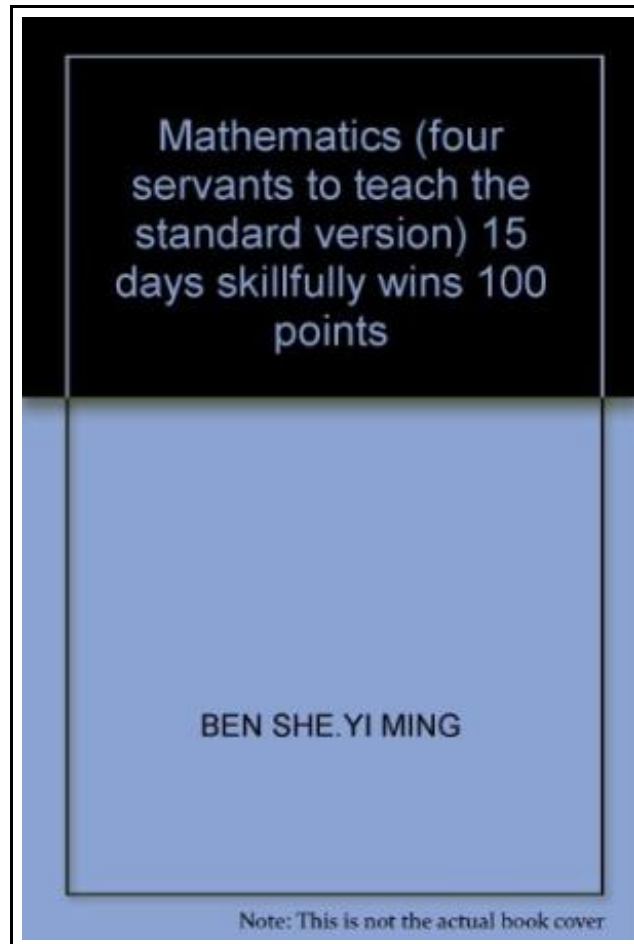 Mathematics (four
servants to teach the
standard version) 15
days skillfully wins 100
points
BEN SHE.YI MING
Note: This is not the actual book cover